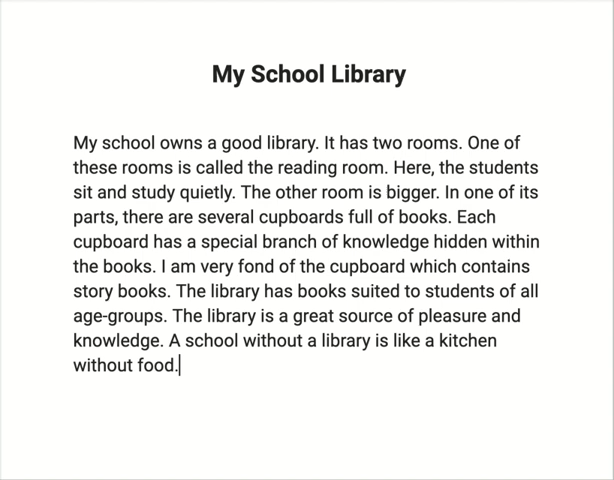 My School Library
My school owns a good library. It has two rooms. One of
these rooms is called the reading room. Here, the students
sit and study quietly. The other room is bigger. In one of its
parts, there are several cupboards full of books. Each
cupboard has a special branch of knowledge hidden within
the books. I am very fond of the cupboard which contains
story books. The library has books suited to students of all
age-groups. The library is a great source of pleasure and
knowledge. A school without a library is like a kitchen
without food.